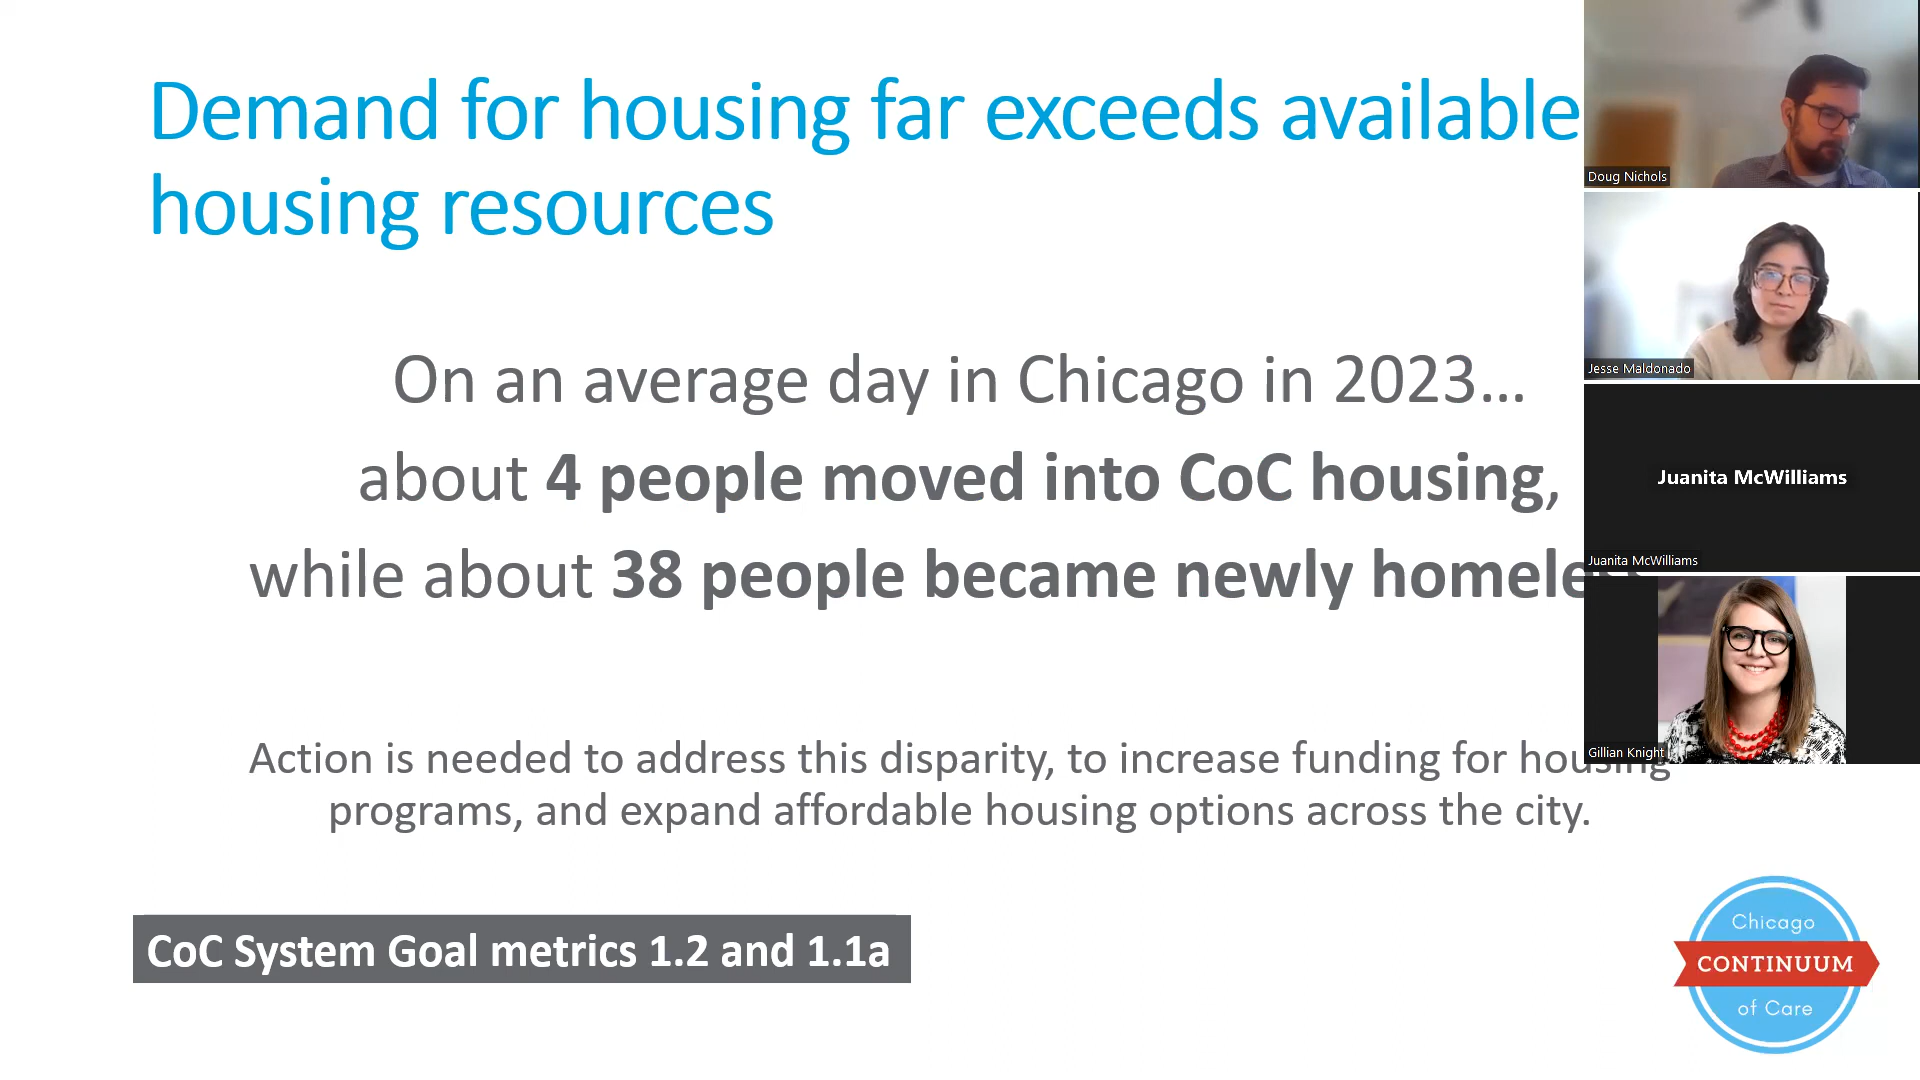 Demand for housing far exceeds available
housing resources
On an average day in Chicago in 2023...
about 4 people moved into CoC housing,
while about 38 people became newly
Action is needed to address this disparity, to increase funding for housing
programs, and expand affordable housing options across the city.
CoC System Goal metrics 1.2 and 1.1a
Doug Nichols
Jesse Maldonado
Juanita McWilliams
Juanita McWilliams
Gillian Knight
Chicago
CONTINUUM
of Care